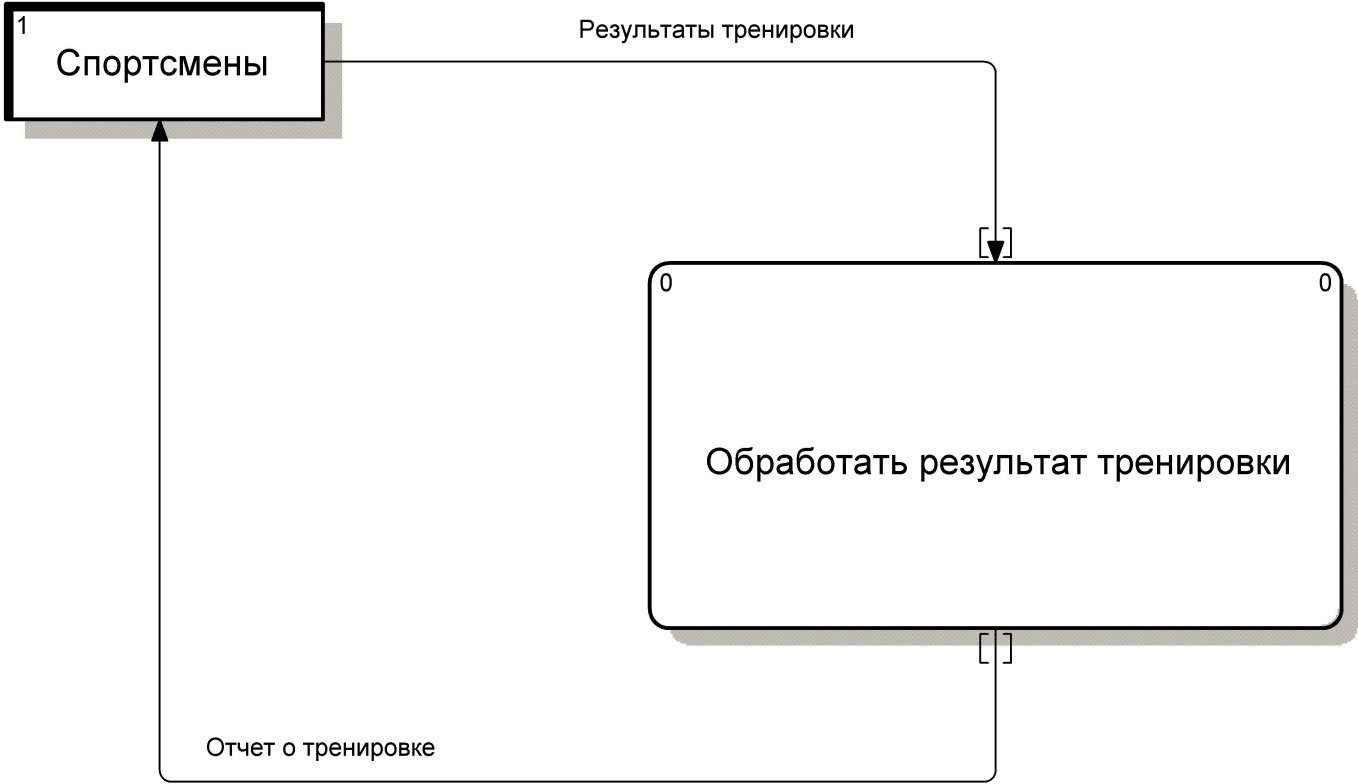 1
Спортсмены
Результаты тренировки
0
0
Обработать результат тренировки
Отчет о тренировке